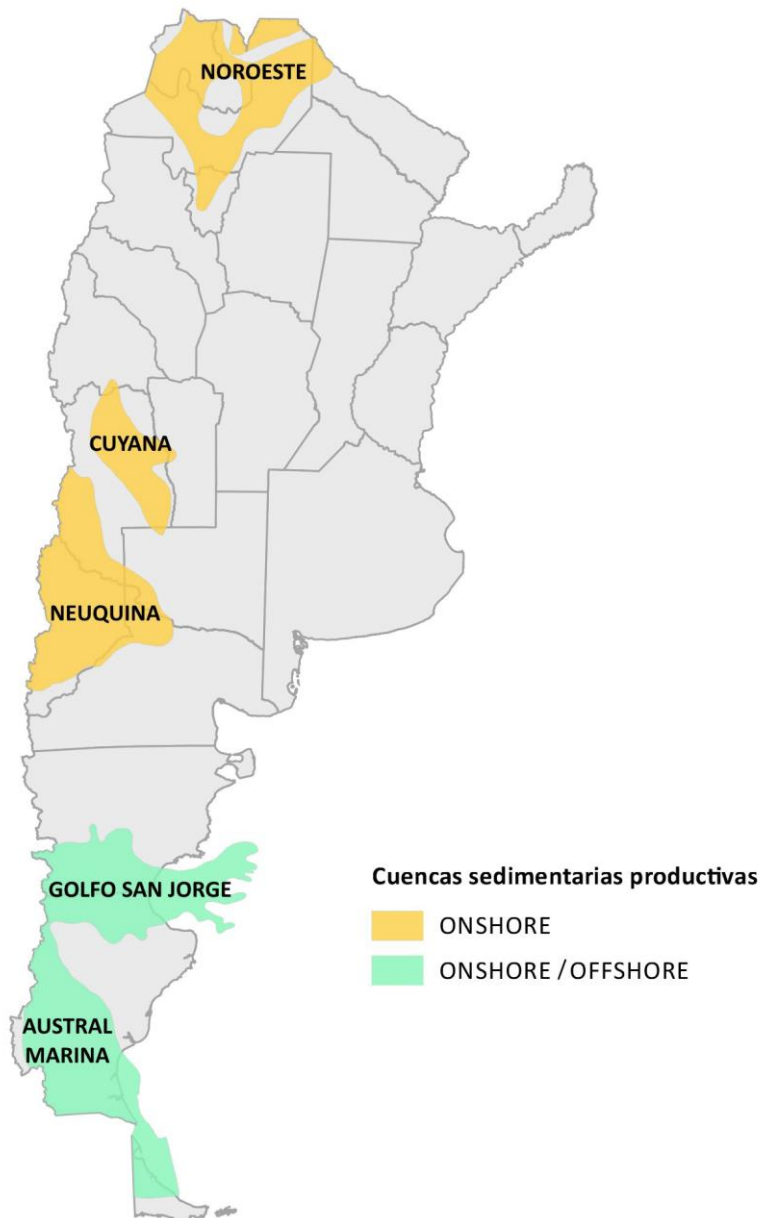 NOROESTE
CUYANA
NEUQUINA
GOLFO SAN JORGE
AUSTRAL
MARINA
Cuencas sedimentarias productivas
ONSHORE
ONSHORE / OFFSHORE